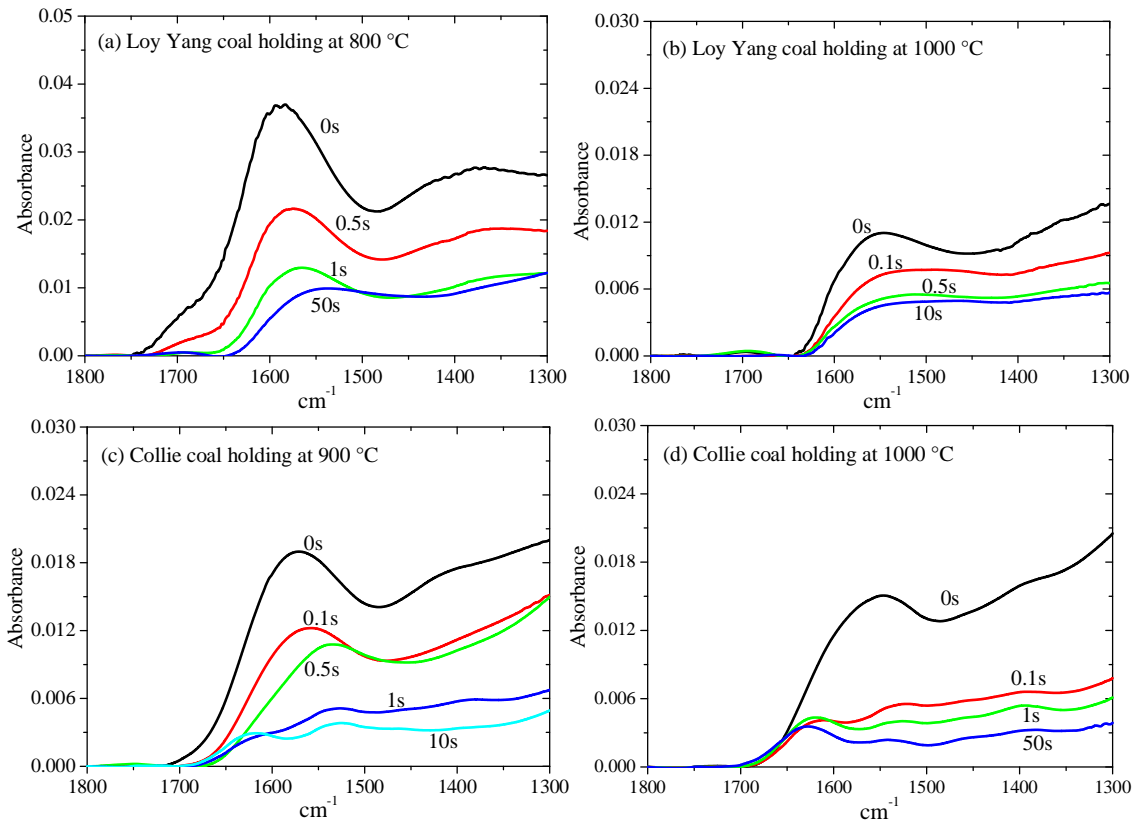 (a) Loy Yang coal holding at 800 °C
Absorbance
0.05
0.04
0.03
0.02
0.01
0.00
0s
0.5s
1s
50s
1800 1700 1600 1500 1400 1300
cm-1
(b) Loy Yang coal holding at 1000 °C
Absorbance
0.030
0.024
0.018
0.012
0.006
0.000
0s
0.1s
0.5s
10s
1800 1700 1600 1500 1400 1300
cm-1
(c) Collie coal holding at 900 °C
Absorbance
0.030
0.024
0.018
0.012
0.006
0.000
0s
0.1s
0.5s
1s
10s
1800 1700 1600 1500 1400 1300
cm-1
(d) Collie coal holding at 1000 °C
Absorbance
0.030
0.024
0.018
0.012
0.006
0.000
0s
0.1s
1s
50s
1800 1700 1600 1500 1400 1300
cm-1